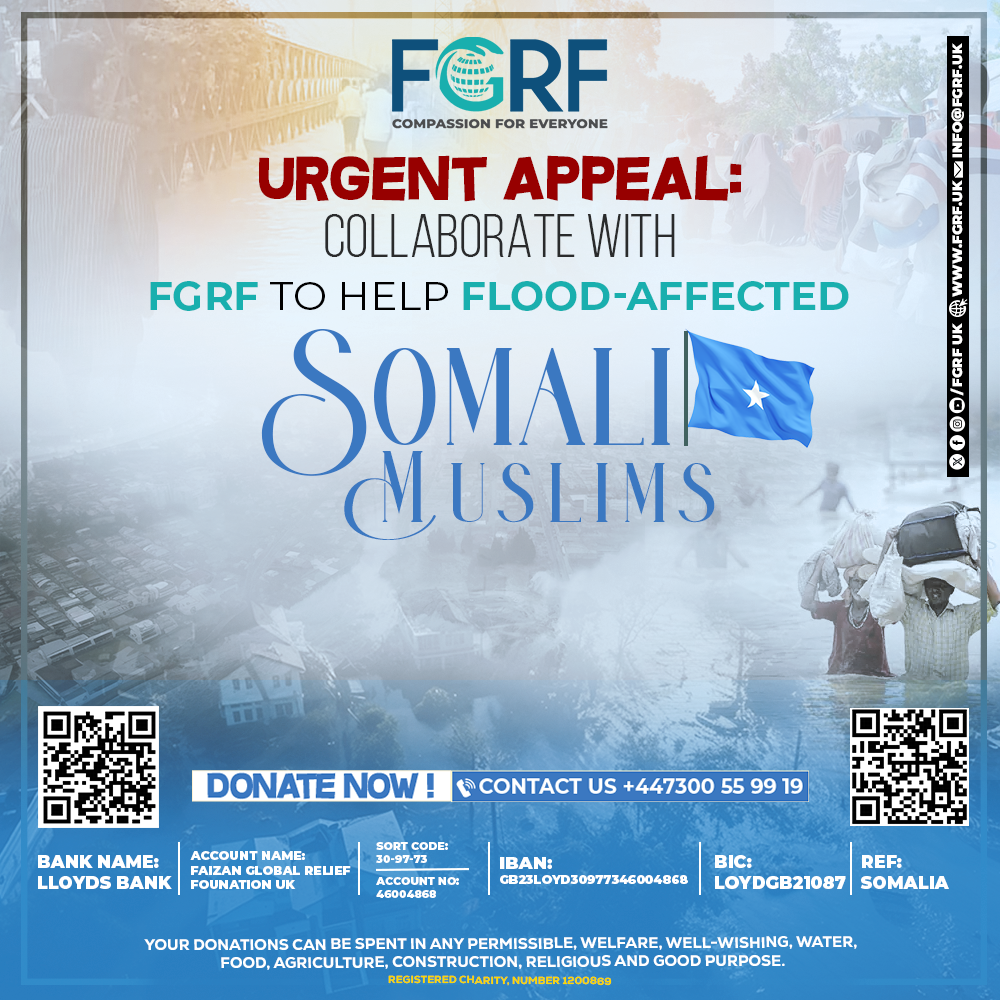 FGRF
COMPASSION FOR EVERYONE
URGENT APPEAL:
COLLABORATE WITH
FGRF TO HELP FLOOD-AFFECTED
SOMALI
MUSLIMS
/FGRF UK WWW.FGRF.UK INFO@FGRF.UK
DONATE NOW ! CONTACT US +447300 55 99 19
BANK NAME:
LLOYDS BANK
ACCOUNT NAME:
FAIZAN GLOBAL RELIEF
FOUNATION UK
SORT CODE:
30-97-73
ACCOUNT NO:
46004868
IBAN:
GB23LOYD30977346004868
BIC:
LOYDGB21087
REF:
SOMALIA
YOUR DONATIONS CAN BE SPENT IN ANY PERMISSIBLE, WELFARE, WELL-WISHING, WATER,
FOOD, AGRICULTURE, CONSTRUCTION, RELIGIOUS AND GOOD PURPOSE.
REGISTERED CHARITY, NUMBER 1200869